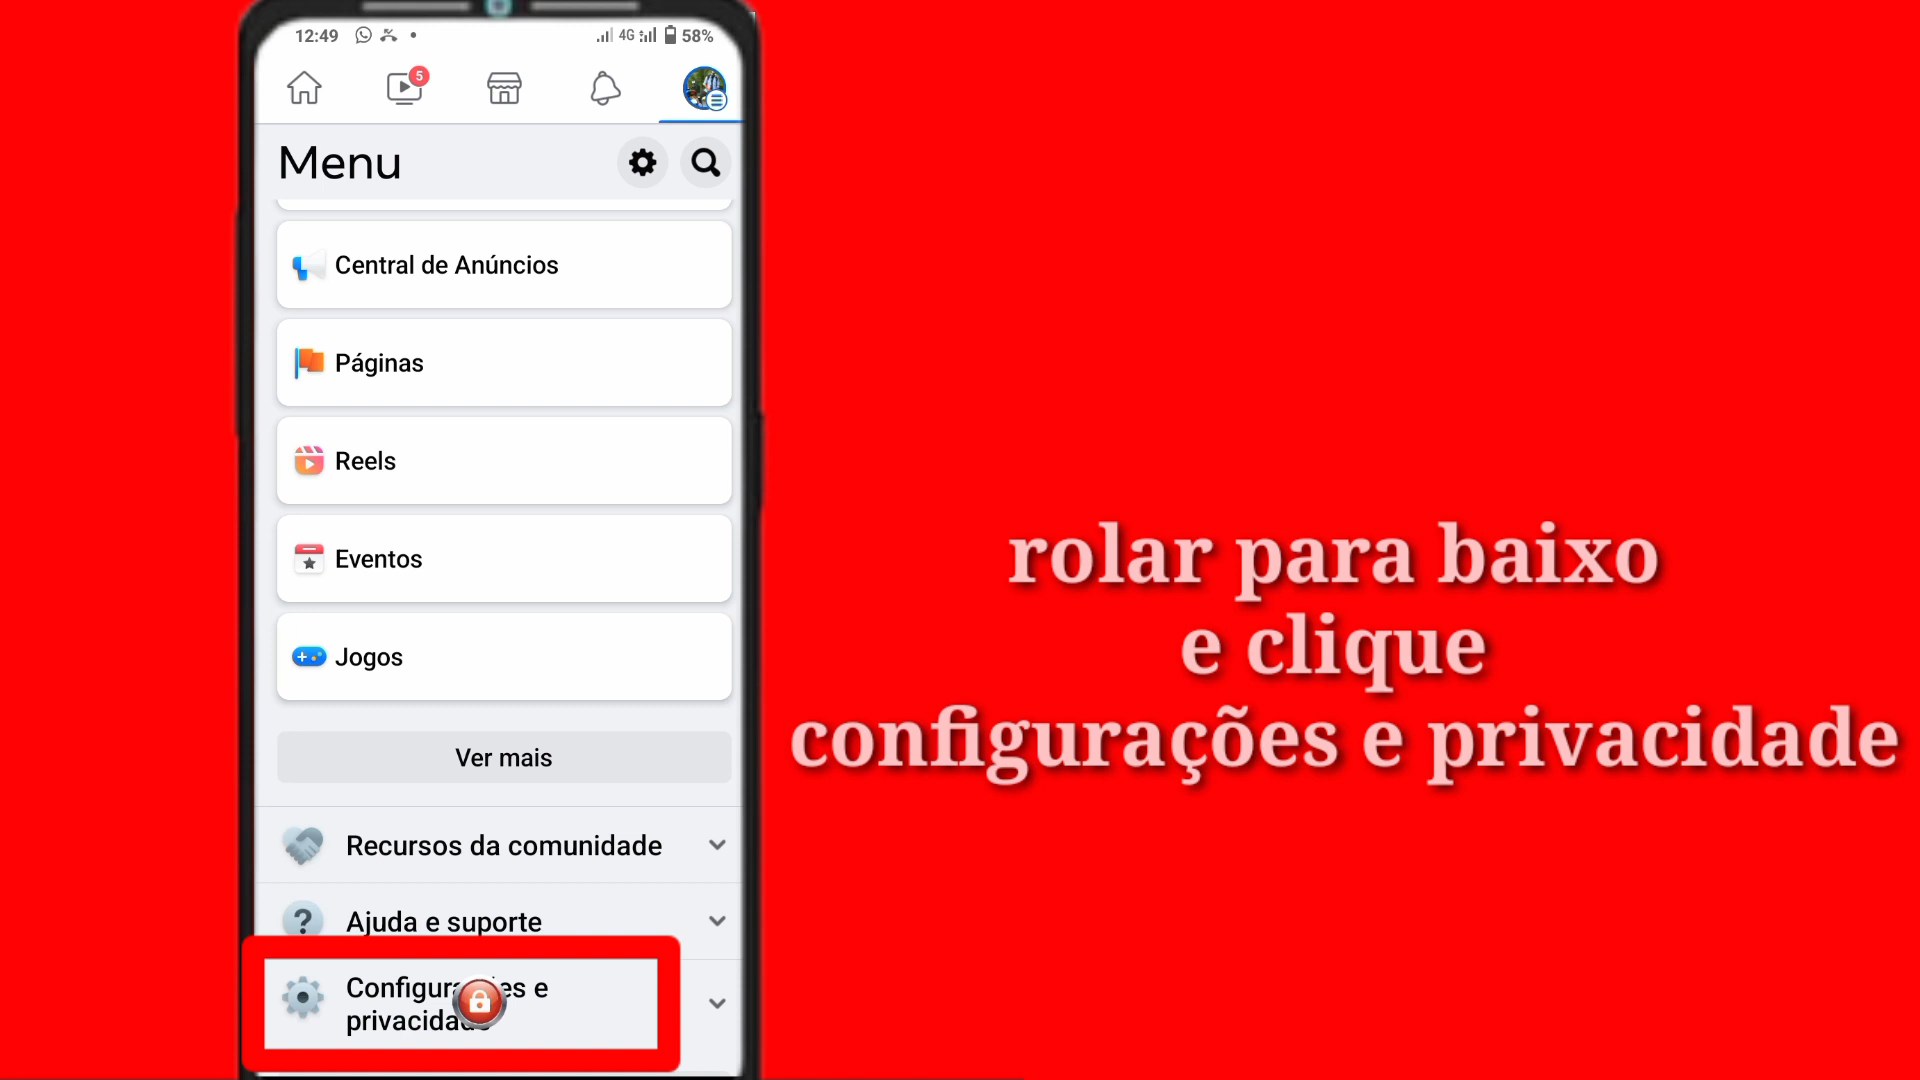 12:49
4G
58%
5
Menu
Central de Anúncios
Páginas
Reels
Eventos
Jogos
Ver mais
Recursos da comunidade
Ajuda e suporte
Configurações e
privacidade
rolar para baixo
e clique
configurações e privacidade